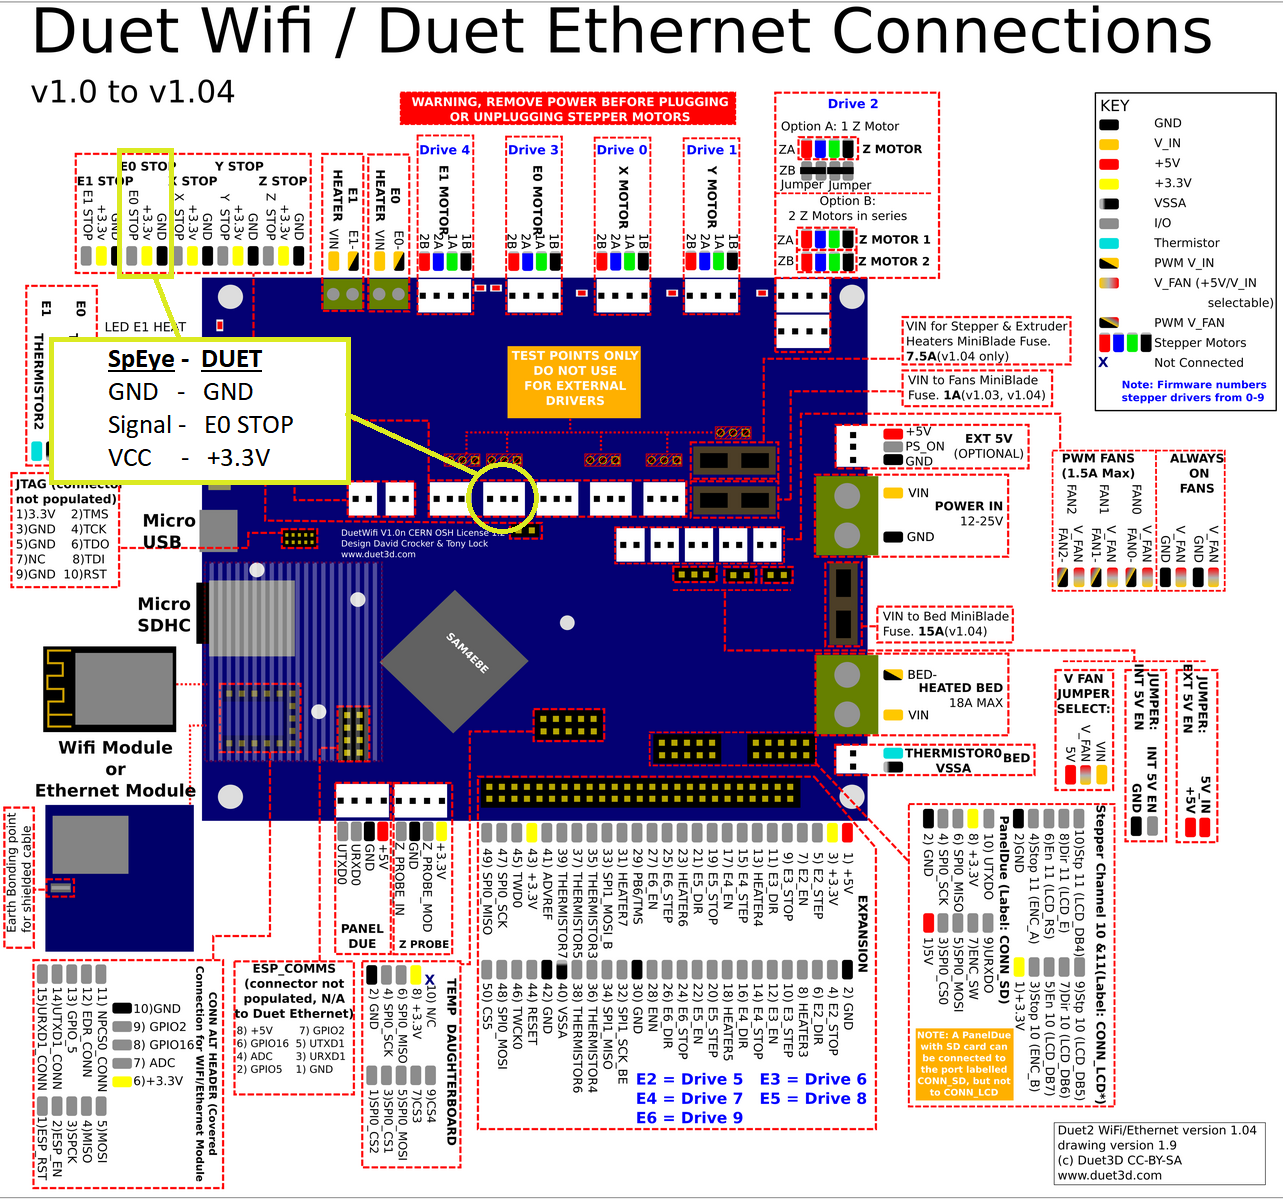 Duet Wifi / Duet Ethernet Connections
v1.0 to v1.04
WARNING, REMOVE POWER BEFORE PLUGGING
OR UNPLUGGING STEPPER MOTORS
E0 STOP
Y STOP
E1 STOP
X STOP
Z STOP
E1 STOP
+3.3v
GND
E0 STOP
+3.3v
GND
X STOP
+3.3v
GND
Y STOP
+3.3v
GND
Z STOP
+3.3v
GND
E1
HEATER
VIN
E1-
E0
HEATER
VIN
E0-
Drive 4
E1 MOTOR
2B
2A
1A
1B
Drive 3
E0 MOTOR
2B
2A
1A
1B
Drive 0
X MOTOR
2B
2A
1A
1B
Drive 1
Y MOTOR
2B
2A
1A
1B
Drive 2
Option A: 1 Z Motor
ZA
Z MOTOR
ZB
Jumper Jumper
Option B:
2 Z Motors in series
ZA
Z MOTOR 1
ZB
Z MOTOR 2
KEY
GND
V_IN
+5V
+3.3V
VSSA
I/O
Thermistor
PWM V_IN
V_FAN (+5V/V_IN
selectable)
PWM V_FAN
Stepper Motors
X Not Connected
Note: Firmware numbers
stepper drivers from 0-9
E1
E0
THERMISTOR2
LED E1 HEAT
SpEye - DUET
GND - GND
Signal - E0 STOP
VCC - +3.3V
TEST POINTS ONLY
DO NOT USE
FOR EXTERNAL
DRIVERS
VIN for Stepper & Extruder
Heaters MiniBlade Fuse.
7.5A(v1.04 only)
VIN to Fans MiniBlade
Fuse. 1A(v1.03, v1.04)
+5V
PS_ON
GND
EXT 5V
(OPTIONAL)
VIN
POWER IN
12-25V
GND
PWM FANS
(1.5A Max)
ALWAYS
ON
FANS
FAN2
FAN1
FAN0
FAN2-
V_FAN
FAN1-
V_FAN
FAN0-
V_FAN
GND
V_FAN
GND
V_FAN
JTAG (connector
not populated)
1)3.3V 2)TMS
3)GND 4)TCK
5)GND 6)TDO
7)NC 8)TDI
9)GND 10)RST
Micro
USB
DuetWifi V1.0n CERN OSH License 1.2
Design David Crocker & Tony Lock
www.duet3d.com
Micro
SDHC
SAM4E8E
VIN to Bed MiniBlade
Fuse. 15A(v1.04)
BED-
HEATED BED
18A MAX
VIN
THERMISTOR0
VSSA
BED
V FAN
JUMPER
SELECT:
5V
V_FAN
VIN
JUMPER:
INT 5V EN
INT 5V EN
GND
JUMPER:
EXT 5V EN
5V_IN
+5V
Wifi Module
or
Ethernet Module
Earth Bonding point
for shielded cable
UTXD0
URXD0
GND
+5V
PANEL
DUE
Z_PROBE_IN
GND
Z_PROBE_MOD
+3.3V
Z PROBE
49) SPI0_MISO
47) SPI0_SCK
45) TWD0
43) +3.3V
41) ADVREF
39) THERMISTOR7
37) THERMISTOR5
35) THERMISTOR3
33) SPI1_MOSI_B
31) HEATER7
29) PB6/TMS
27) E6_EN
25) E6_STEP
23) HEATER6
21) E5_DIR
19) E5_STOP
17) E4_EN
15) E4_STEP
13) HEATER4
11) E3_DIR
9) E3_STOP
7) E2_EN
5) E2_STEP
3) +3.3V
1) +5V
EXPANSION
50) CS5
48) SPI0_MOSI
46) TWCK0
44) RESET
42) GND
40) VSSA
38) THERMISTOR6
36) THERMISTOR4
34) SPI1_MISO
32) SPI1_SCK_BE
30) GND
28) ENN
26) E6_DIR
24) E6_STOP
22) E5_EN
20) E5_STEP
18) HEATER5
16) E4_DIR
14) E4_STOP
12) E3_EN
10) E3_STEP
8) HEATER3
6) E2_DIR
4) E2_STOP
2) GND
E2 = Drive 5 E3 = Drive 6
E4 = Drive 7 E5 = Drive 8
E6 = Drive 9
Stepper Channel 10 &11(Label: CONN_LCD*)
10)Stp 11 (LCD_DB4)
8)Dir 11 (LCD_E)
6)En 11 (LCD_RS)
4)Stop 11 (ENC_A)
2)GND
9)Stp 10 (LCD_DB5)
7)Dir 10 (LCD_DB6)
5)En 10 (LCD_DB7)
3)Stop 10 (ENC_B)
1)+3.3V
PanelDue (Label: CONN_SD)
10) UTXD0
8) +3.3V
6) SPI0_MISO
4) SPI0_SCK
2) GND
9)URXD0
7)ENC_SW
5)SPI0_MOSI
3)SPI0_CS0
1)5V
NOTE: A PanelDue
with SD card can
be connected to
the port labelled
CONN_SD, but not
to CONN_LCD
15)URXD1_CONN
14)UTXD1_CONN
13) GPIO_5
12) EDR_CONN
11) NPCS0_CONN
1)ESP_RST
2)ESP_EN
3)SPCK
4)MISO
5)MOSI
10)GND
9) GPIO2
8) GPIO16
7) ADC
6)+3.3V
CONN ALT HEADER (Covered
Connection for WIFI/Ethernet Module
ESP_COMMS
(connector not
populated, N/A
to Duet Ethernet)
8) +5V 7) GPIO2
6) GPIO16 5) UTXD1
4) ADC 3) URXD1
2) GPIO5 1) GND
2) GND
4) SPI0_SCK
6) SPI0_MISO
8) +3.3V
X
10) N/C
1)SPI0_CS2
3)SPI0_CS1
5)SPI0_MOSI
7)CS3
9)CS4
TEMP DAUGHTERBOARD
Duet2 WiFi/Ethernet version 1.04
drawing version 1.9
(c) Duet3D CC-BY-SA
www.duet3d.com